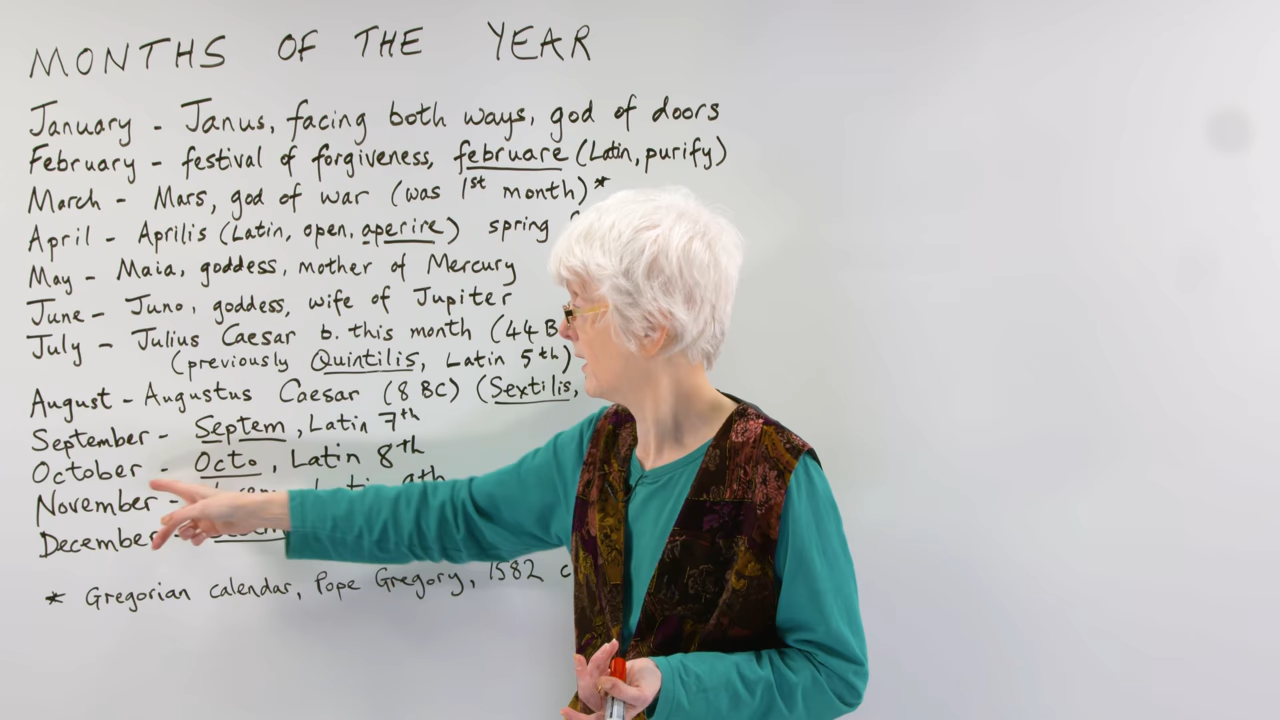 MONTHS OF THE YEAR
January - Janus, facing both ways, god of doors
February - festival of forgiveness, februare (Latin, purify)
March - Mars, god of war (was 1st month)*
April - Aprilis (Latin, open, aperire) spring
May - Maia, goddess, mother of Mercury
June - Juno, goddess, wife of Jupiter
July - Julius Caesar b. this month (44 B
(previously Quintilis, Latin 5th)
August - Augustus Caesar (8 BC) (Sextilis,
September - Septem, Latin 7th
October - Octo, Latin 8th
November -
December
* Gregorian calendar, Pope Gregory, 1582 c